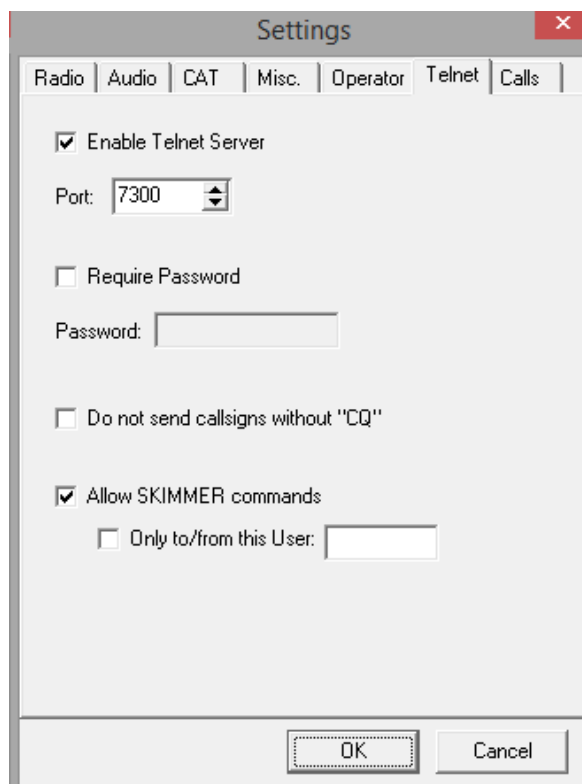 Settings
Radio Audio CAT Misc. Operator Telnet Calls
Enable Telnet Server
Port: 7300
Require Password
Password:
Do not send callsigns without "CQ"
Allow SKIMMER commands
Only to/from this User:
OK Cancel